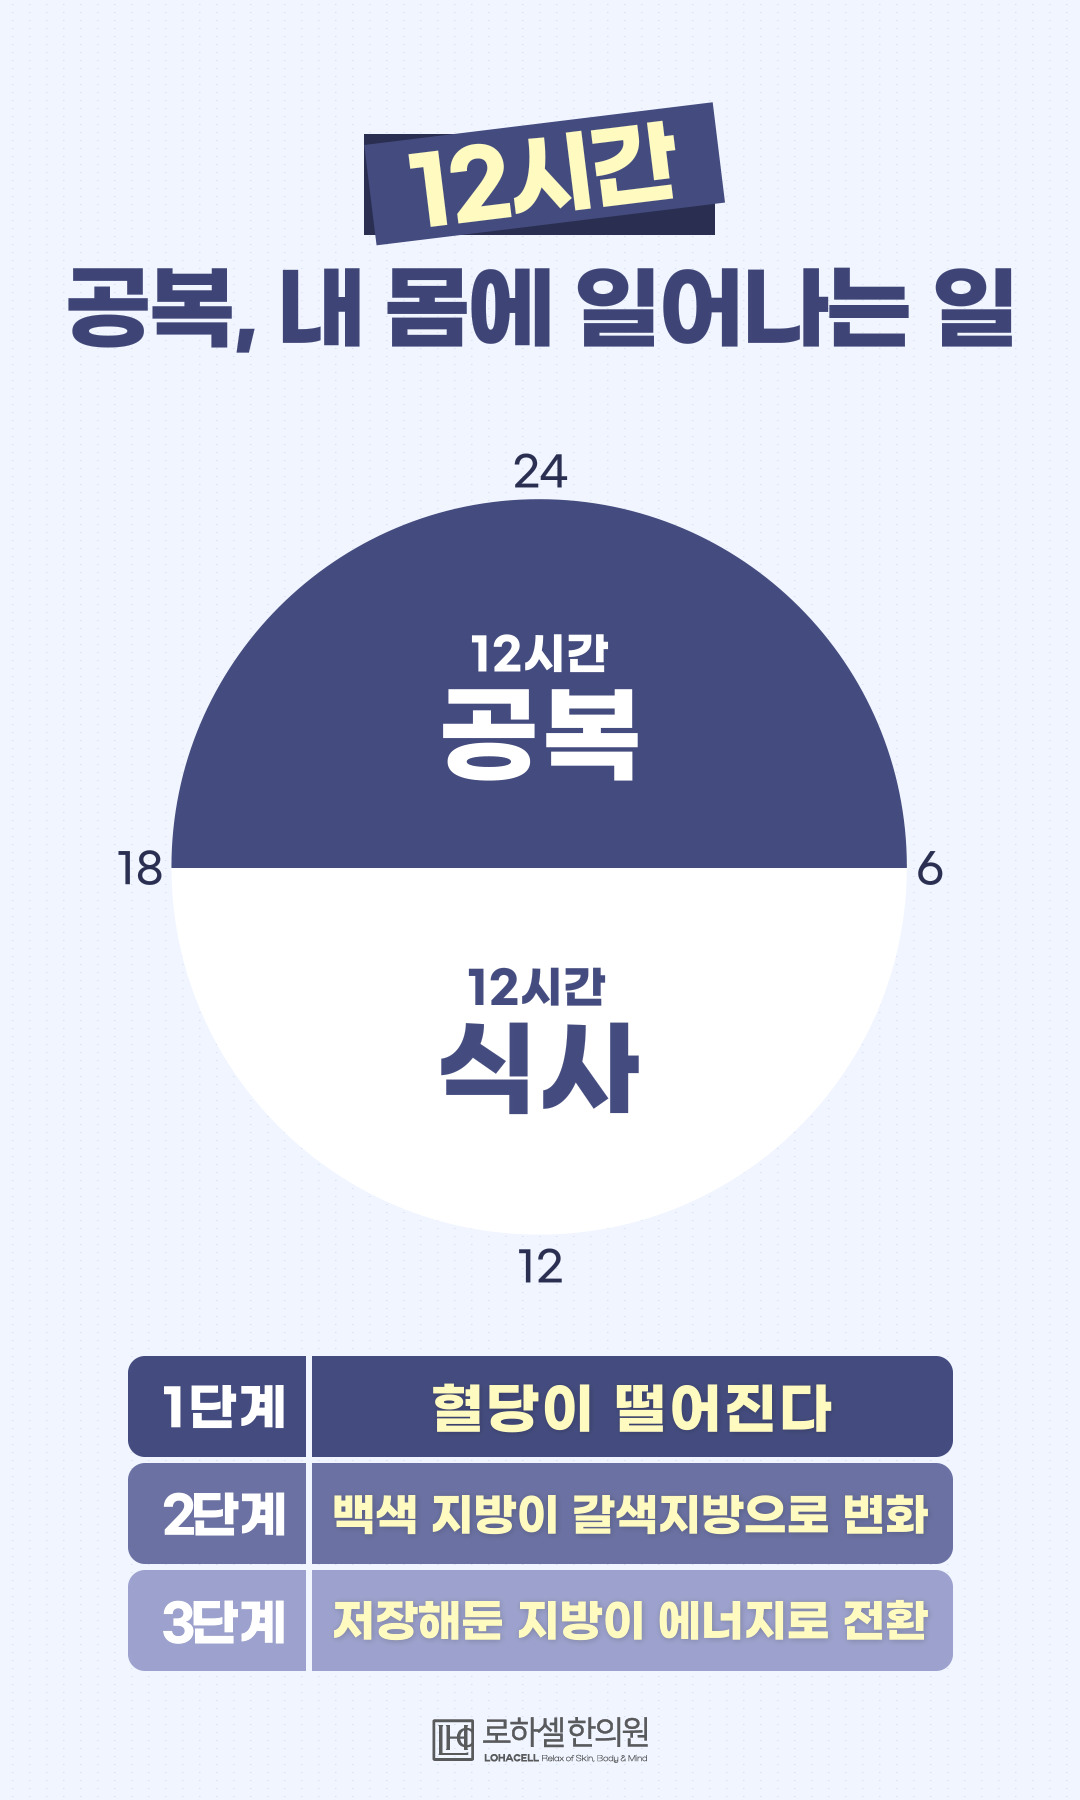 12시간
공복, 내 몸에 일어나는 일
24
12시간
공복
18
6
12시간
식사
12
1단계 혈당이 떨어진다
2단계 백색 지방이 갈색지방으로 변화
3단계 저장해둔 지방이 에너지로 전환
LHC 로하셀한의원
LOHACELL Relax of Skin, Body & Mind